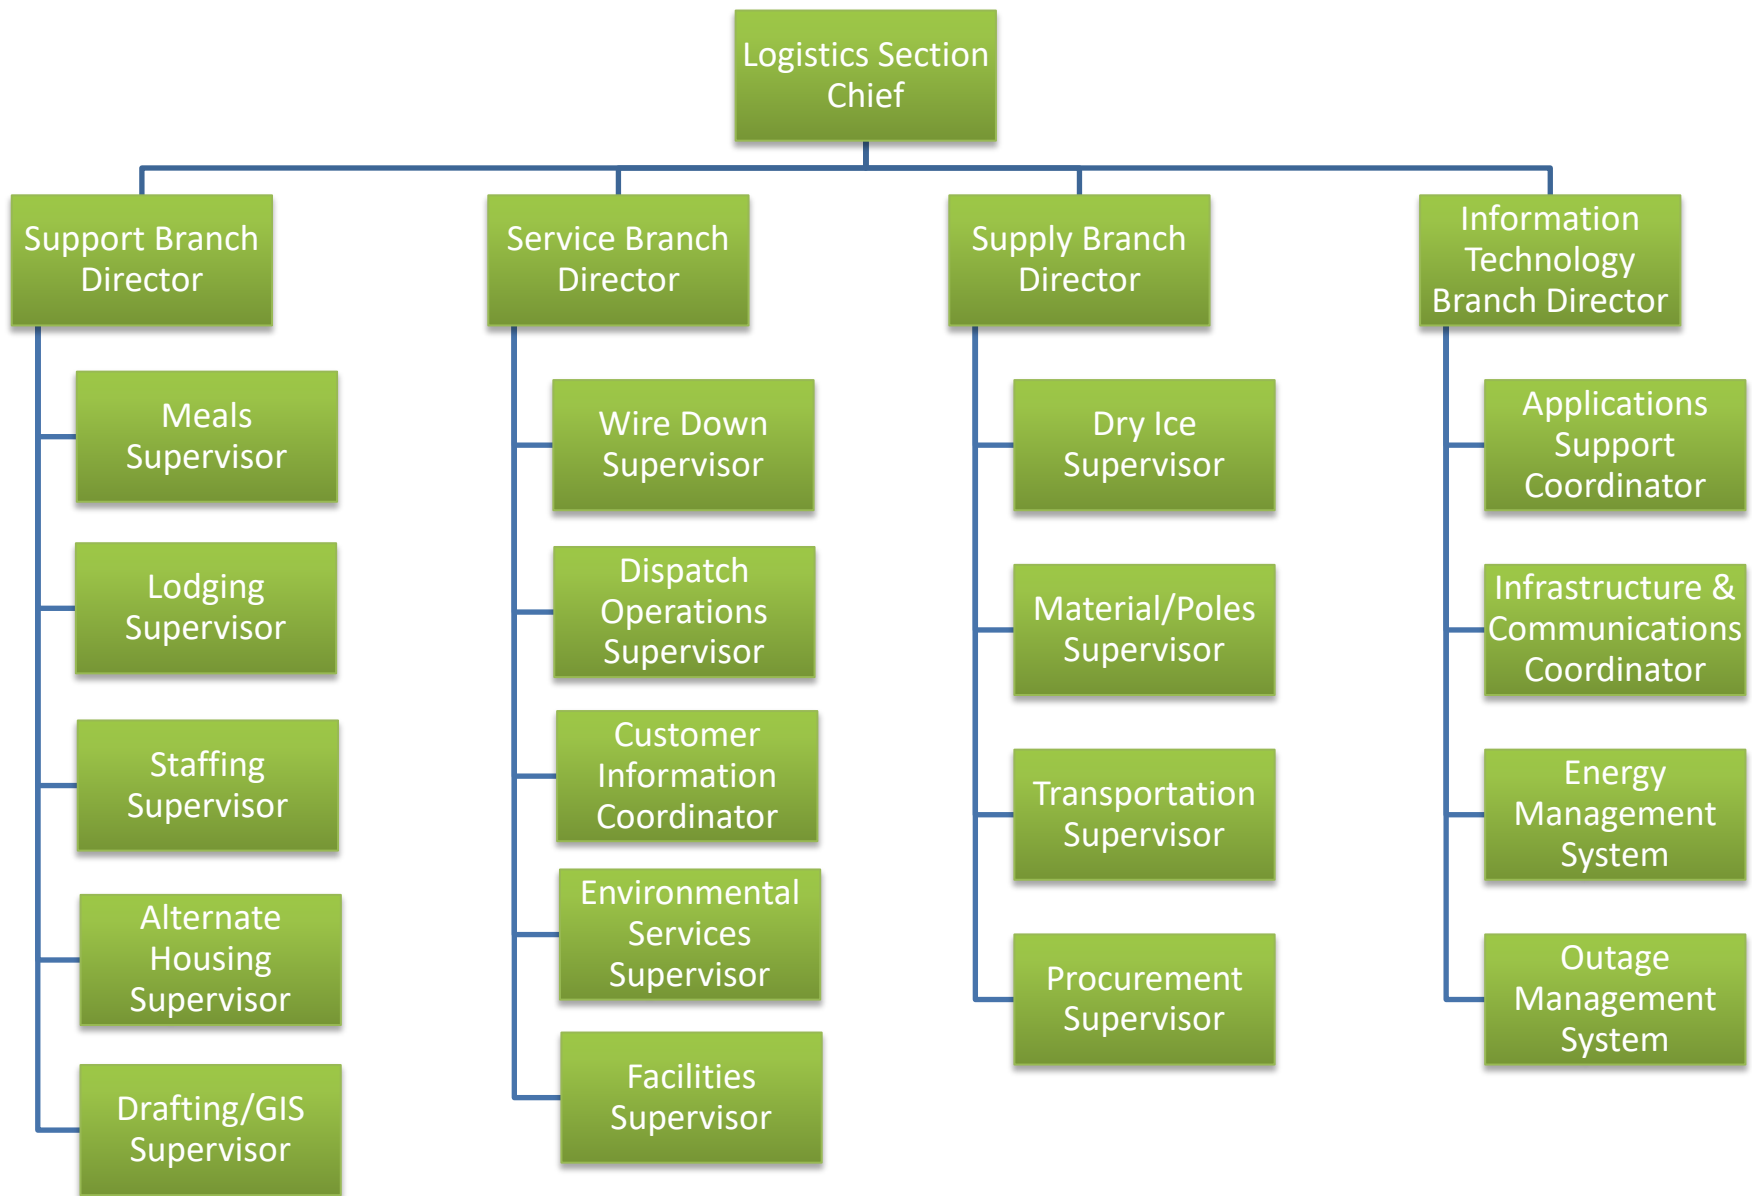 Logistics Section
Chief
Support Branch
Director
Service Branch
Director
Supply Branch
Director
Information
Technology
Branch Director
Meals
Supervisor
Lodging
Supervisor
Staffing
Supervisor
Alternate
Housing
Supervisor
Drafting/GIS
Supervisor
Wire Down
Supervisor
Dispatch
Operations
Supervisor
Customer
Information
Coordinator
Environmental
Services
Supervisor
Facilities
Supervisor
Dry Ice
Supervisor
Material/Poles
Supervisor
Transportation
Supervisor
Procurement
Supervisor
Applications
Support
Coordinator
Infrastructure &
Communications
Coordinator
Energy
Management
System
Outage
Management
System